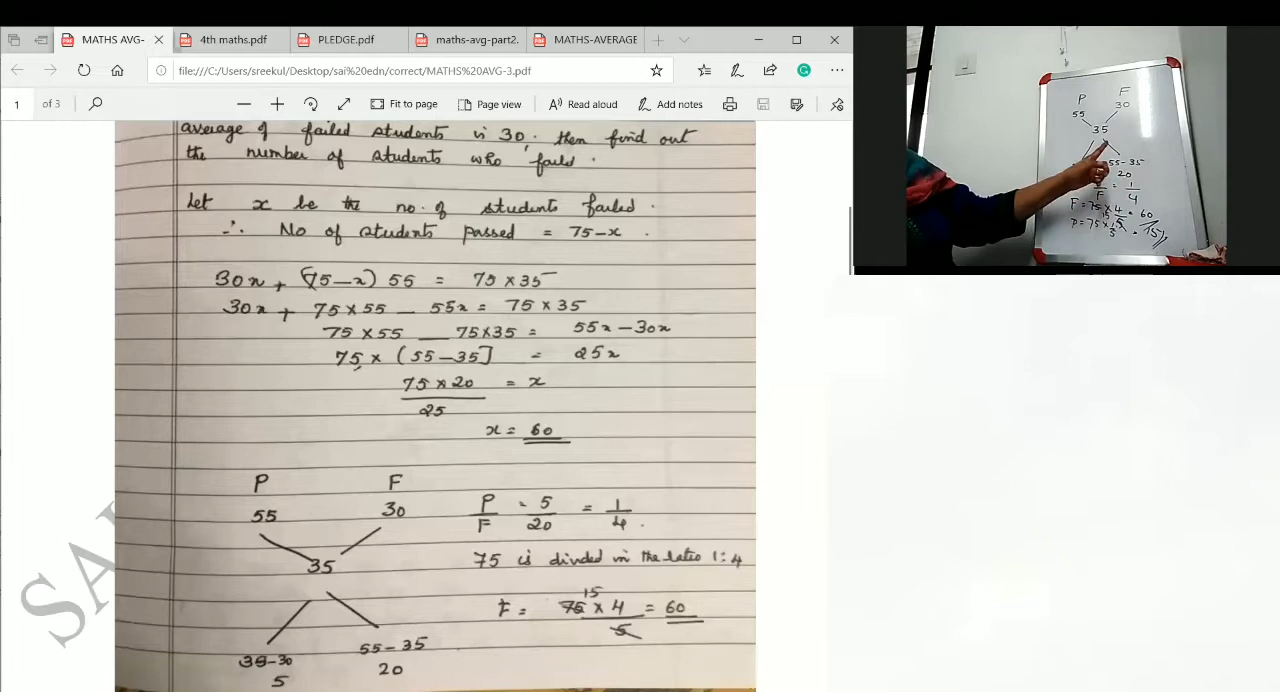 MATHS AVG-
4th maths.pdf
PLEDGE.pdf
maths-avg-part2.
MATHS-AVERAGE
file:///C:/Users/sreekul/Desktop/sai%20edn/correct/MATHS%20AVG-3.pdf
1 of 3
Fit to page
Page view
Read aloud
Add notes
average of failed students is 30, then find out
the number of students who fails.
Let x be the no. of students failed.
∴ No of students passed = 75-x.
30x + (75-x) 55 = 75×35
30x + 75×55 - 55x = 75×35
75×55 - 75×35 = 55x-30x
75 × (55-35] = 25x
75×20 = x
25
x = 60
P F
55 30
35
35-30 55-35
5 20
P = 5 = 1
F 20 4.
75 is divded in the ratio 1:4
15
F = 75×4 = 60
5
P F
55 30
35
55-35
20
F = 1
4
F = 75×4 = 60
15 5
P = 75×1 = 15
5
SA